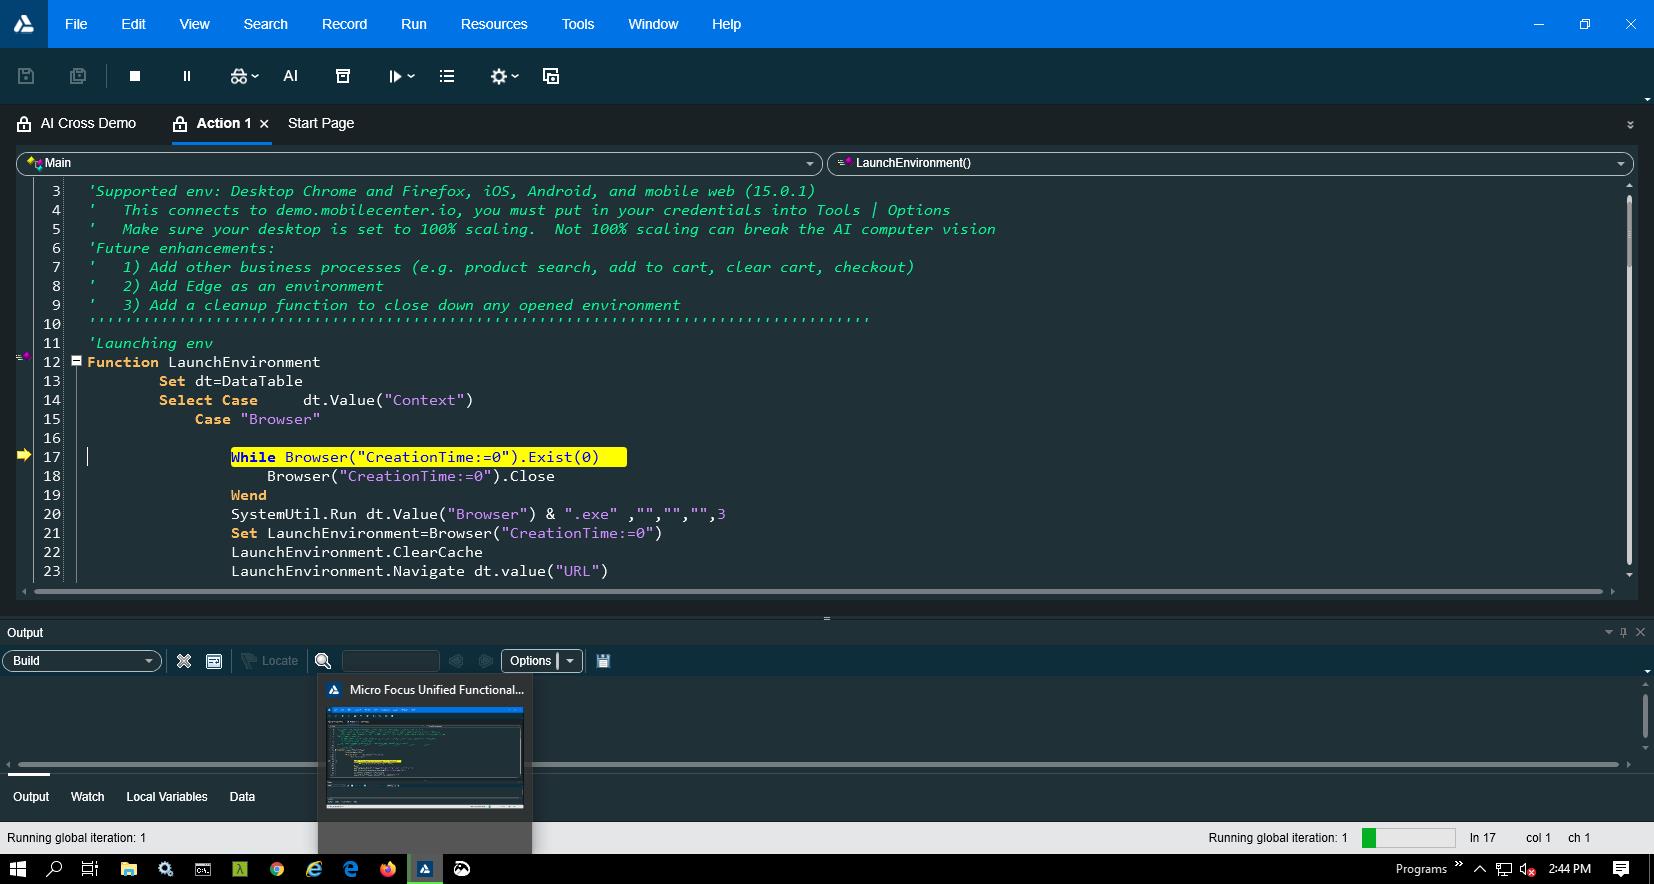 File Edit View Search Record Run Resources Tools Window Help
AI
AI Cross Demo Action 1 Start Page
Main LaunchEnvironment()
3 'Supported env: Desktop Chrome and Firefox, iOS, Android, and mobile web (15.0.1)
4 ' This connects to demo.mobilecenter.io, you must put in your credentials into Tools | Options
5 ' Make sure your desktop is set to 100% scaling. Not 100% scaling can break the AI computer vision
6 'Future enhancements:
7 ' 1) Add other business processes (e.g. product search, add to cart, clear cart, checkout)
8 ' 2) Add Edge as an environment
9 ' 3) Add a cleanup function to close down any opened environment
10 '''''''''''''''''''''''''''''''''''''''''''''''''''''''''''''''''''''''''''''''''''''''
11 'Launching env
12 Function LaunchEnvironment
13 Set dt=DataTable
14 Select Case dt.Value("Context")
15 Case "Browser"
16
17 While Browser("CreationTime:=0").Exist(0)
18 Browser("CreationTime:=0").Close
19 Wend
20 SystemUtil.Run dt.Value("Browser") & ".exe" ,"","","",3
21 Set LaunchEnvironment=Browser("CreationTime:=0")
22 LaunchEnvironment.ClearCache
23 LaunchEnvironment.Navigate dt.value("URL")
Output
Build Locate Options
Micro Focus Unified Functional...
Output Watch Local Variables Data
Running global iteration: 1 Running global iteration: 1 ln 17 col 1 ch 1
Programs 2:44 PM